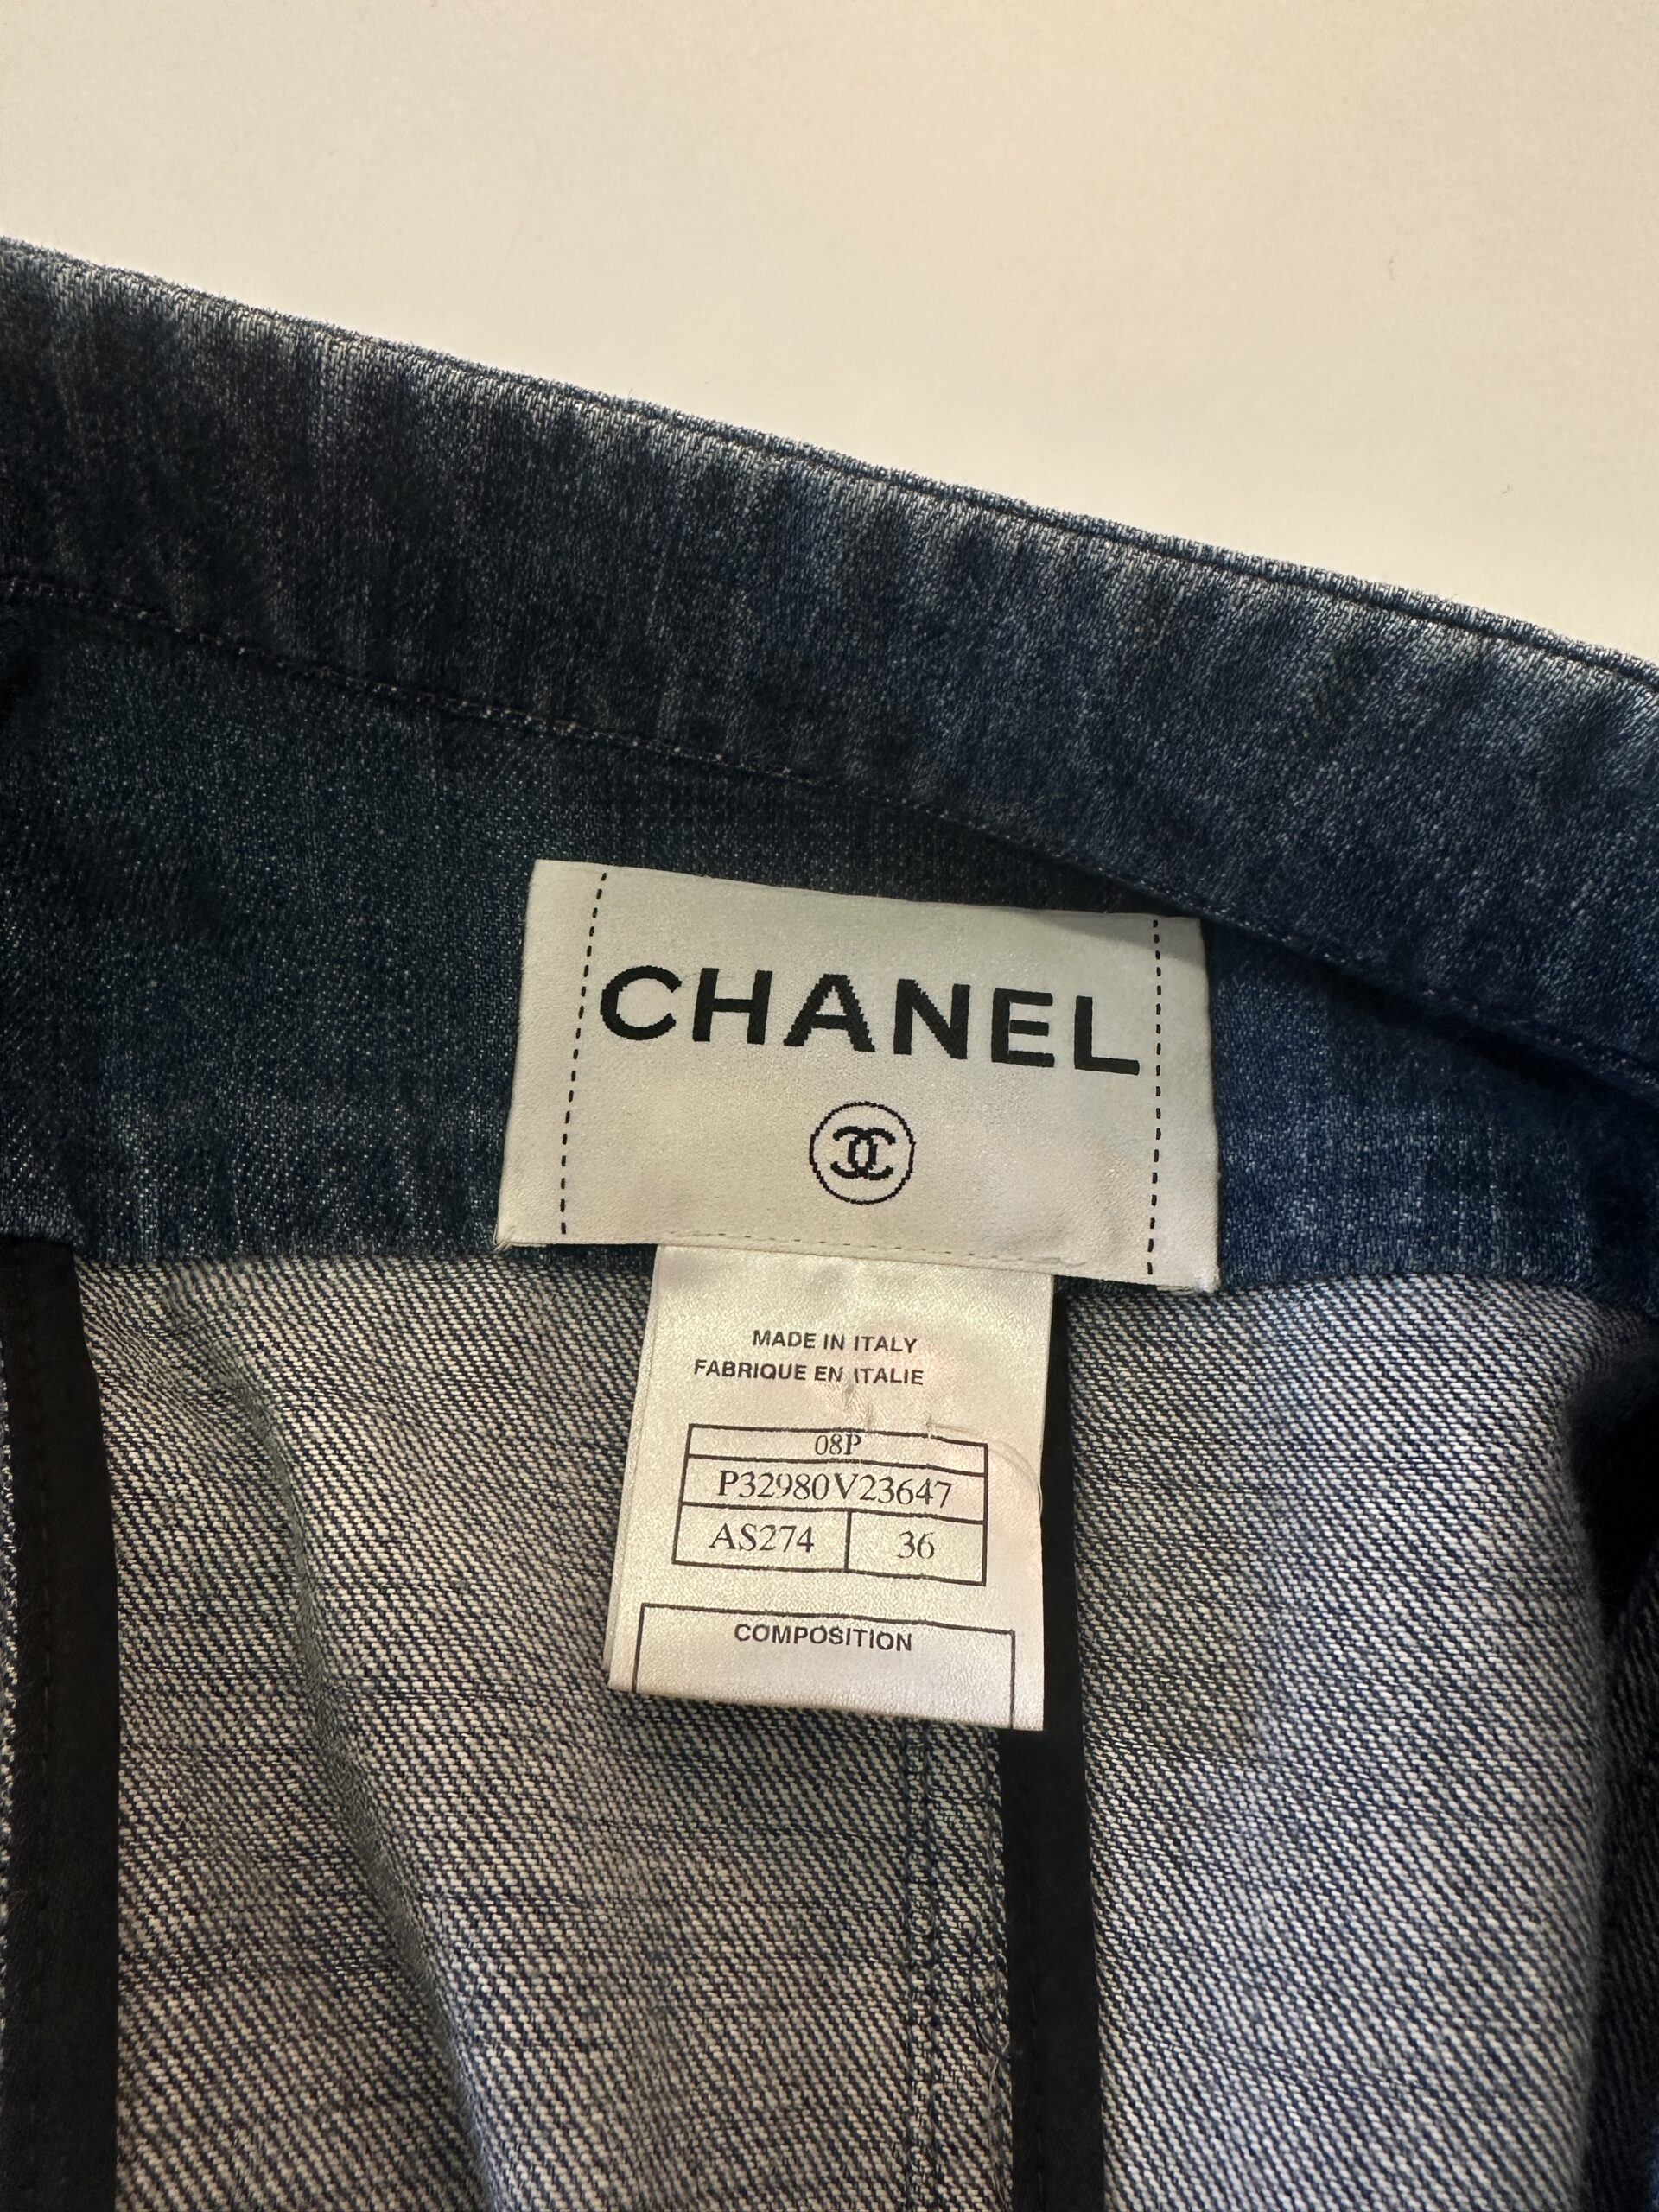 CHANEL
MADE IN ITALY
FABRIQUE EN ITALIE
08P
P32980V23647
AS274 36
COMPOSITION